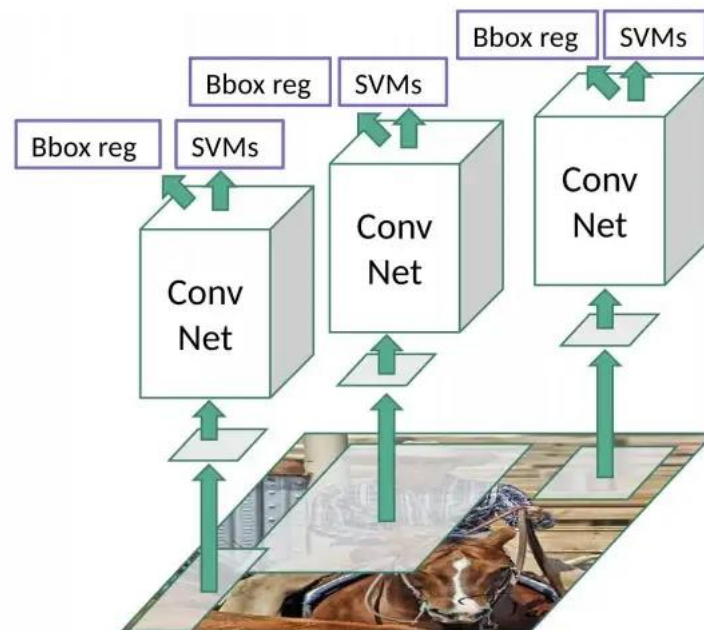 Bbox reg
SVMs
Bbox reg
SVMs
Bbox reg
SVMs
Conv
Net
Conv
Net
Conv
Net